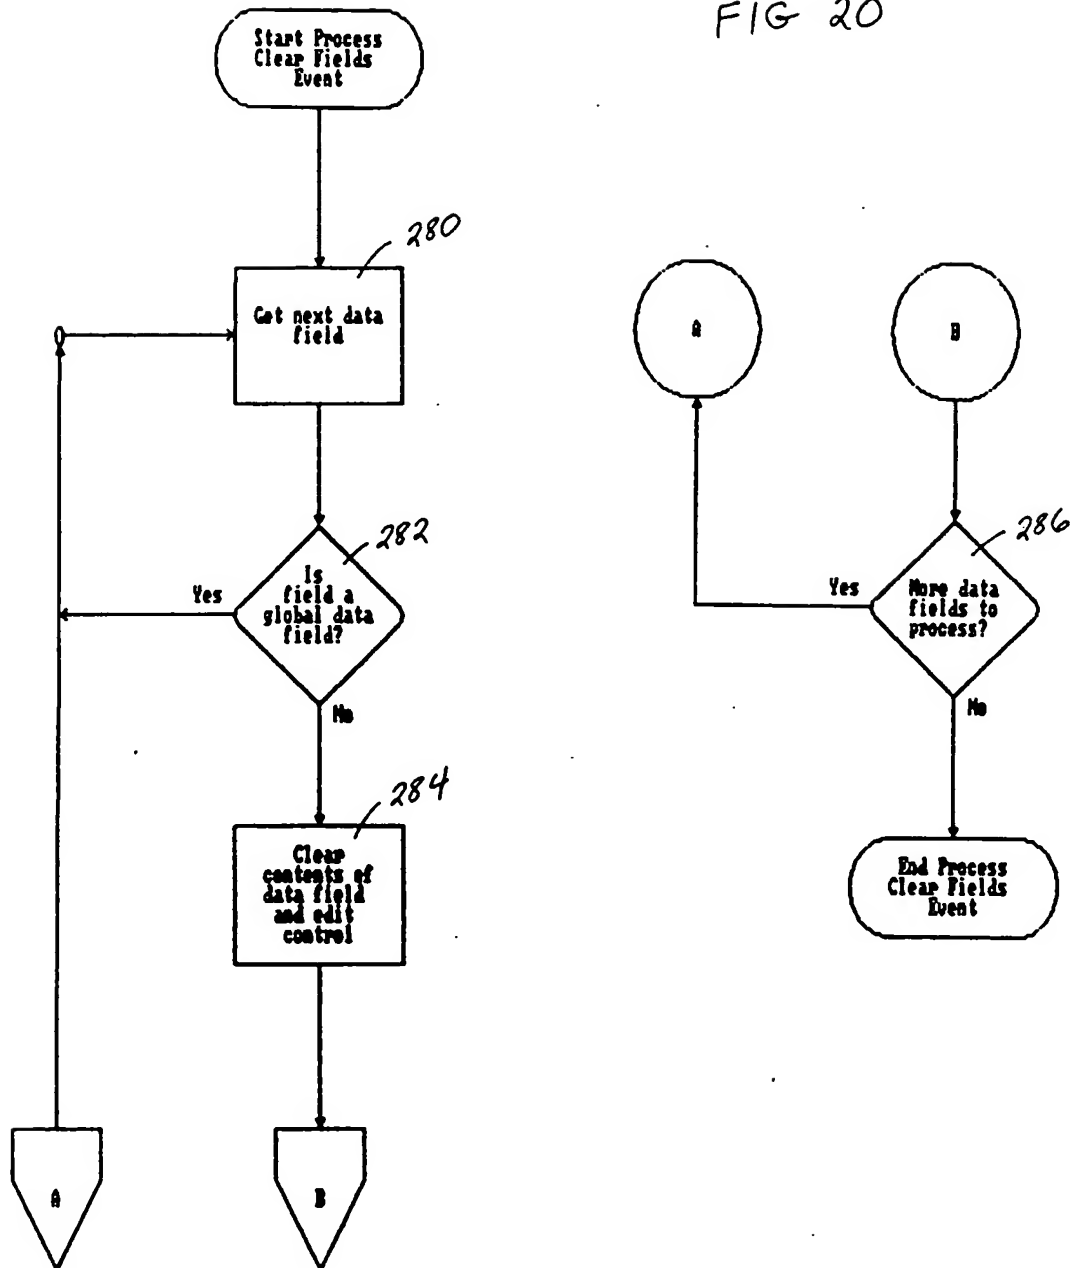 FIG 20
Start Process
Clear Fields
Event
280
Get next data
field
282
Is
field a
global data
field?
Yes
No
284
Clear
contents of
data field
and edit
control
A
B
A
B
286
More data
fields to
process?
Yes
No
End Process
Clear Fields
Event